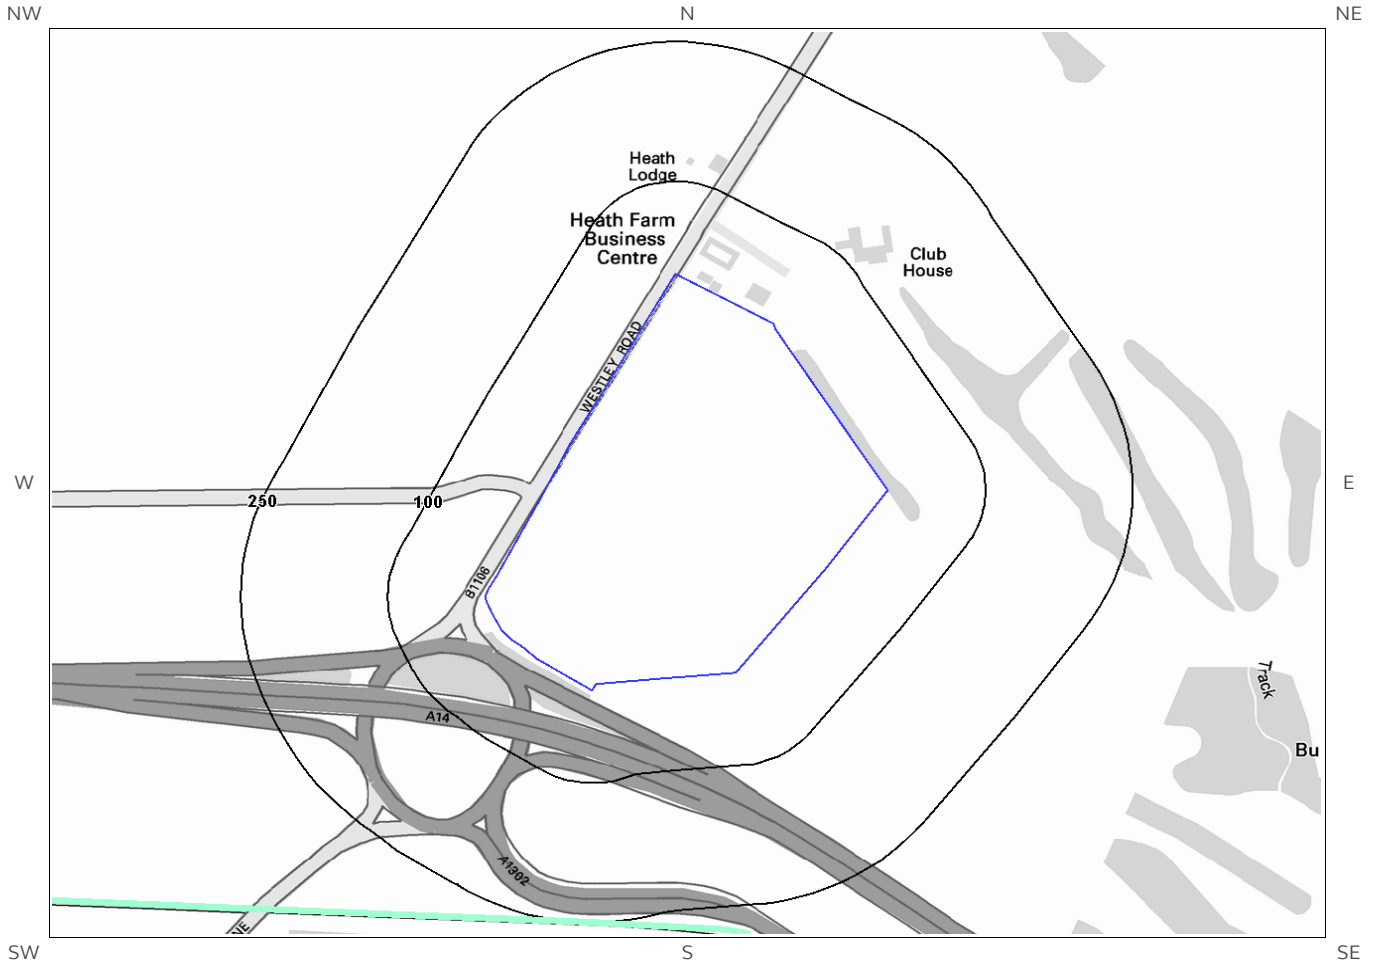 NW
N
NE
Heath
Lodge
Heath Farm
Business
Centre
Club
House
WESTLEY ROAD
W
E
250
100
B1106
Track
A14
Bu
A1302
NE
SW
S
SE